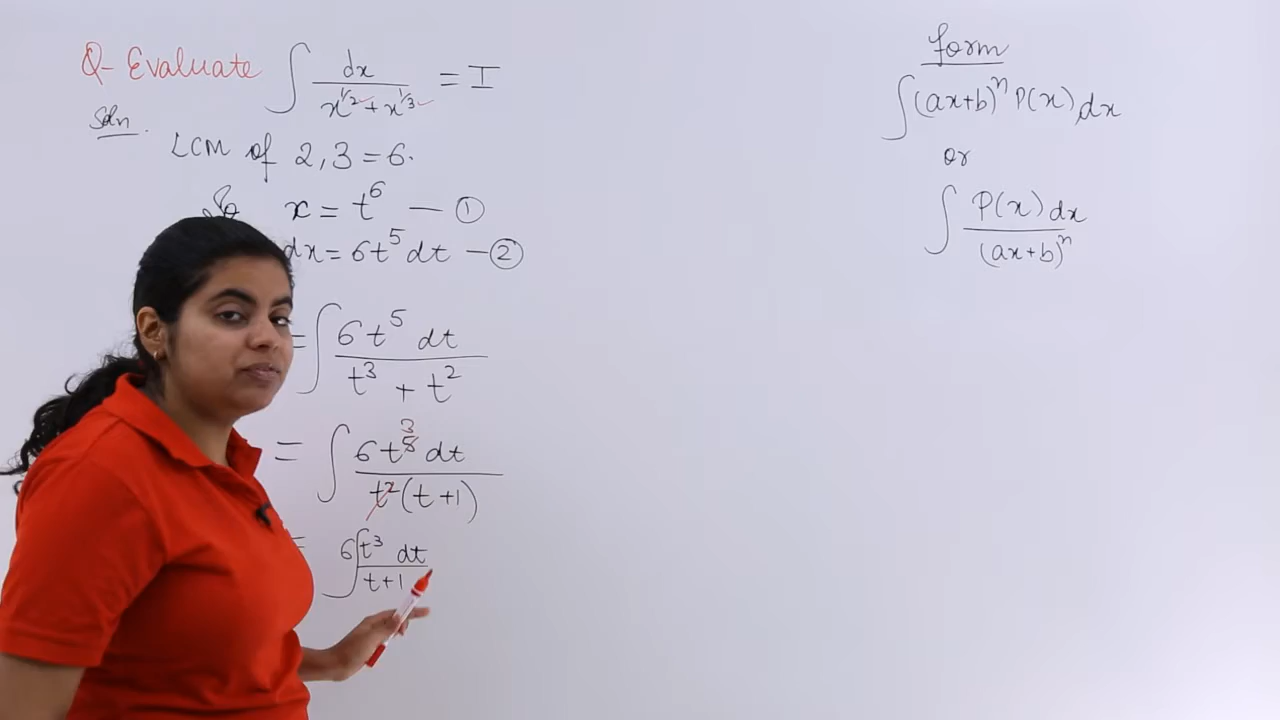 Q- Evaluate ∫ dx / (x^1/2 + x^1/3) = I
Soln.
LCM of 2, 3 = 6.
So x = t^6 — ①
dx = 6t^5 dt — ②
= ∫ 6t^5 dt / (t^3 + t^2)
= ∫ 6t^5 3 dt / t^2(t+1)
= 6∫ t^3 dt / (t+1)
form
∫(ax+b)^n P(x) dx
or
∫ P(x) dx / (ax+b)^n